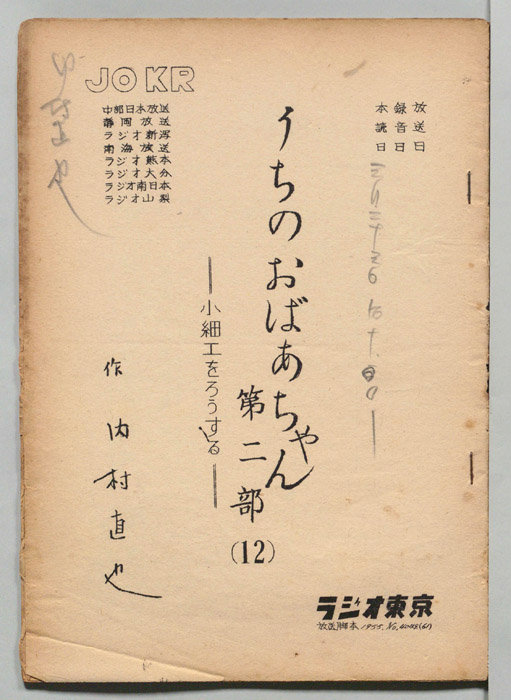 JOKR
中部日本放送
静岡放送
ラジオ新潟
南海放送
ラジオ熊本
ラジオ大分
ラジオ南日本
ラジオ山梨
放送日
録音日
本読日
うちのおばあちゃん
第二部
(12)
―小細工をろうする―
作 内村直也
ラジオ東京
放送脚本 1955. No.